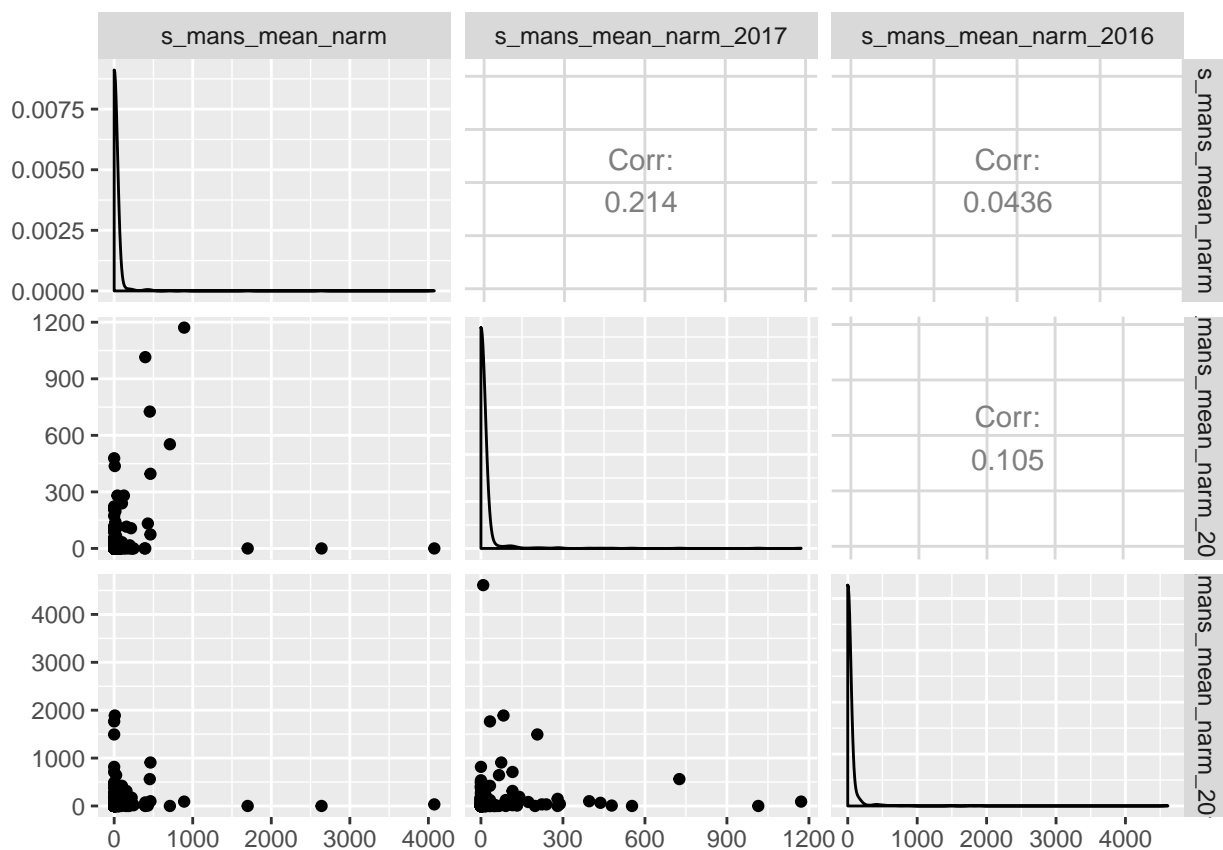 s_mans_mean_narm
s_mans_mean_narm_2017
s_mans_mean_narm_2016
0.0075
0.0050
0.0025
0.0000
Corr:
0.214
Corr:
0.0436
s_mans_mean_narm
1200
900
600
300
0
Corr:
0.105
mans_mean_narm_20
4000
3000
2000
1000
0
mans_mean_narm_20
0 1000 2000 3000 4000
0 300 600 900 1200
0 1000 2000 3000 4000